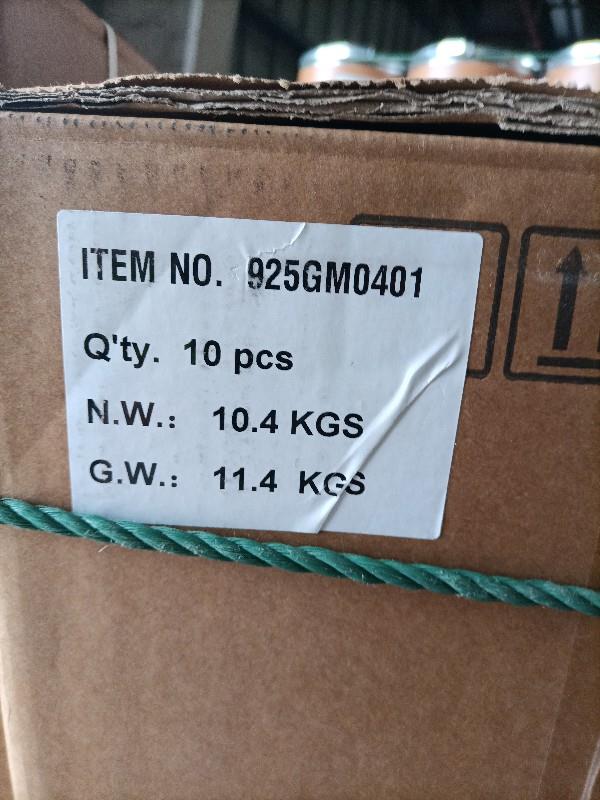 ITEM NO. 925GM0401
Q'ty. 10 pcs
N.W.: 10.4 KGS
G.W.: 11.4 KGS